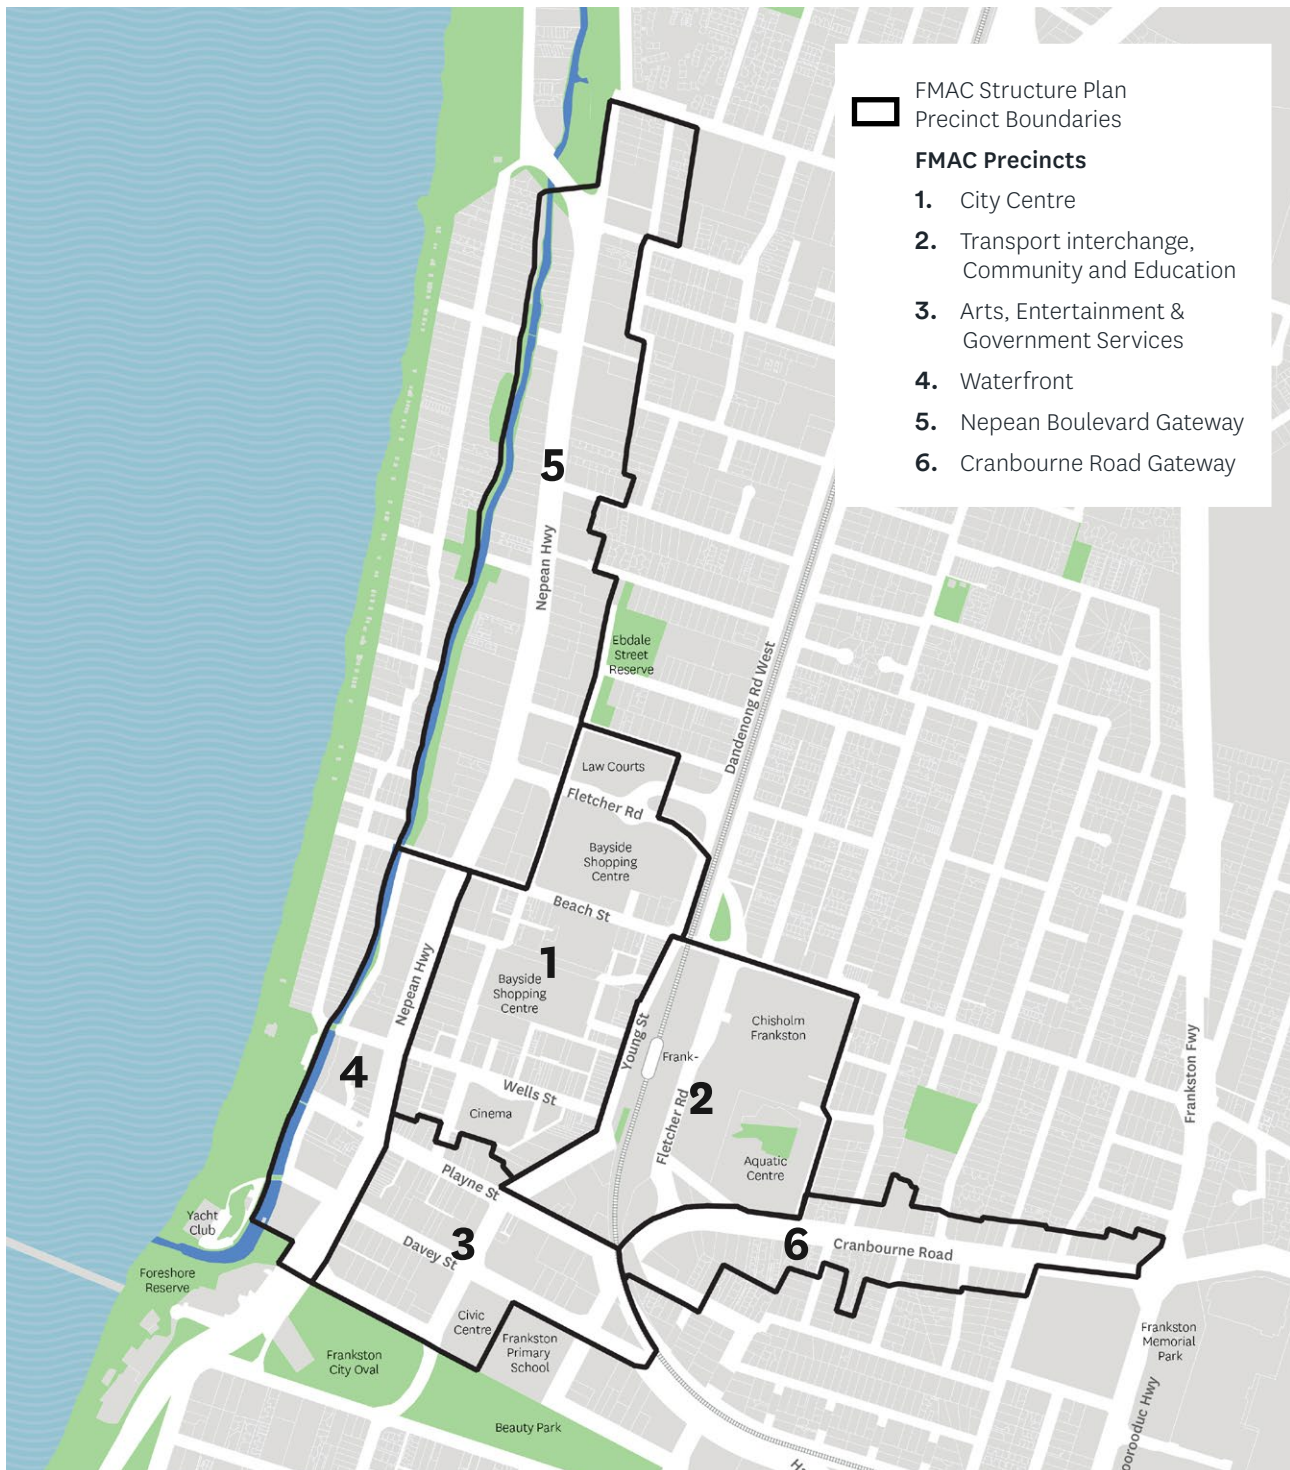 FMAC Structure Plan
Precinct Boundaries
FMAC Precincts
1. City Centre
2. Transport interchange,
Community and Education
3. Arts, Entertainment &
Government Services
4. Waterfront
5. Nepean Boulevard Gateway
6. Cranbourne Road Gateway
5
Nepean Hwy
Ebdale
Street
Reserve
Dandenong Rd West
Law Courts
Fletcher Rd
Bayside
Shopping
Centre
Beach St
1
Bayside
Shopping
Centre
Nepean Hwy
Young St
Chisholm
Frankston
Frank-
4
2
Wells St
Cinema
Fletcher Rd
Frankston Fwy
Aquatic
Centre
Playne St
Yacht
Club
3
Davey St
6
Cranbourne Road
Foreshore
Reserve
Civic
Centre
Frankston
Primary
School
Frankston
City Oval
Frankston
Memorial
Park
Beauty Park
oorooduc Hwy